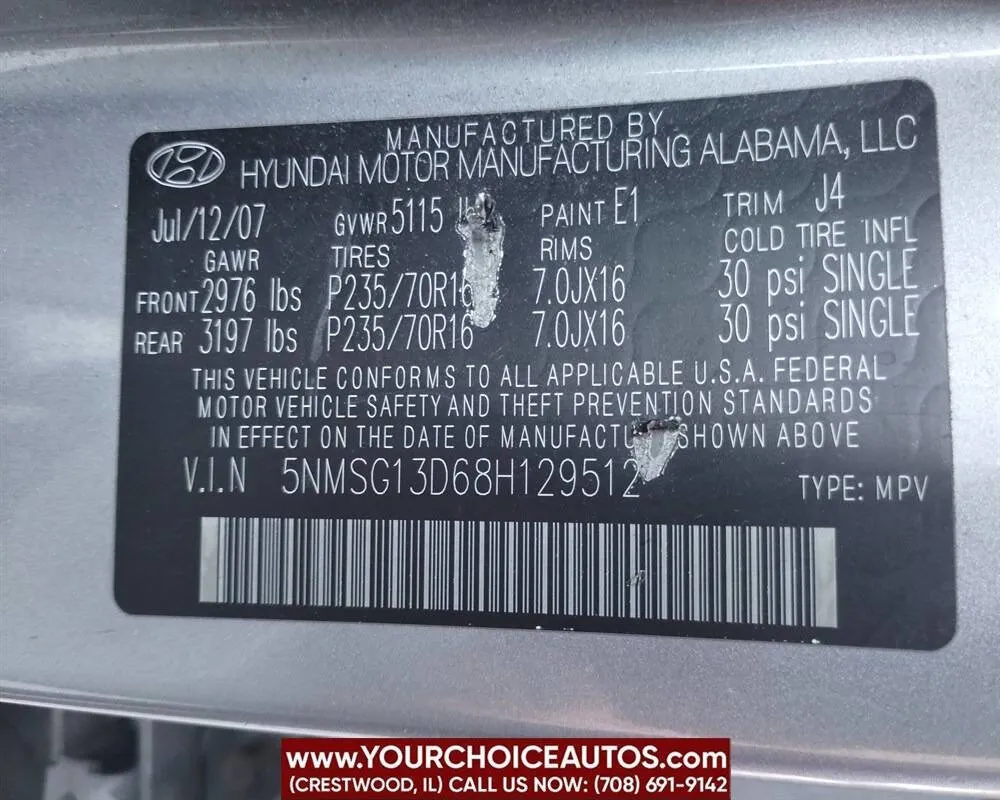 MANUFACTURED BY
HYUNDAI MOTOR MANUFACTURING ALABAMA, LLC
Jul/12/07 GVWR 5115 PAINT E1 TRIM J4
GAWR TIRES RIMS COLD TIRE INFL
FRONT 2976 lbs P235/70R16 7.0JX16 30 psi SINGLE
REAR 3197 lbs P235/70R16 7.0JX16 30 psi SINGLE
THIS VEHICLE CONFORMS TO ALL APPLICABLE U.S.A. FEDERAL
MOTOR VEHICLE SAFETY AND THEFT PREVENTION STANDARDS
IN EFFECT ON THE DATE OF SHOWN ABOVE
V.I.N 5NMSG13D68H129512 TYPE: MPV
WWW.YOURCHOICEAUTOS.COM
(CRESTWOOD, IL) CALL US NOW: (708) 691-9142